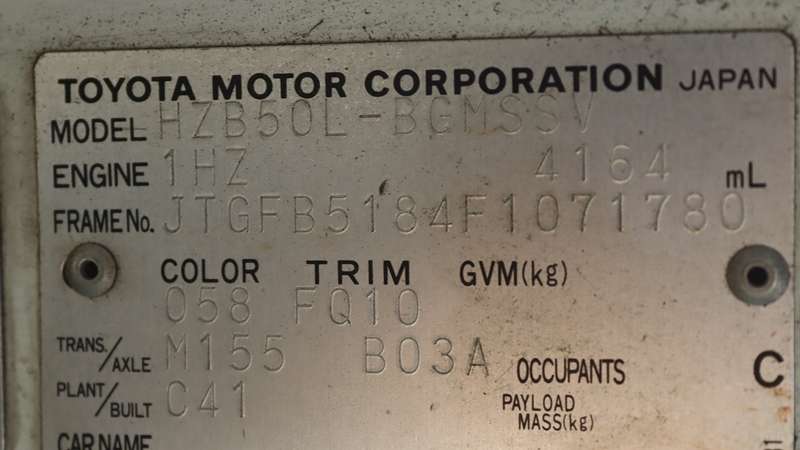 TOYOTA MOTOR CORPORATION JAPAN
MODEL HZB50L-BGMSSV
ENGINE 1HZ 4164 mL
FRAME No. JTGFB5184F1071780
COLOR TRIM GVM(kg)
058 FQ10
TRANS./AXLE M155 B03A OCCUPANTS C
PLANT/BUILT C41 PAYLOAD MASS(kg)
CAR NAME